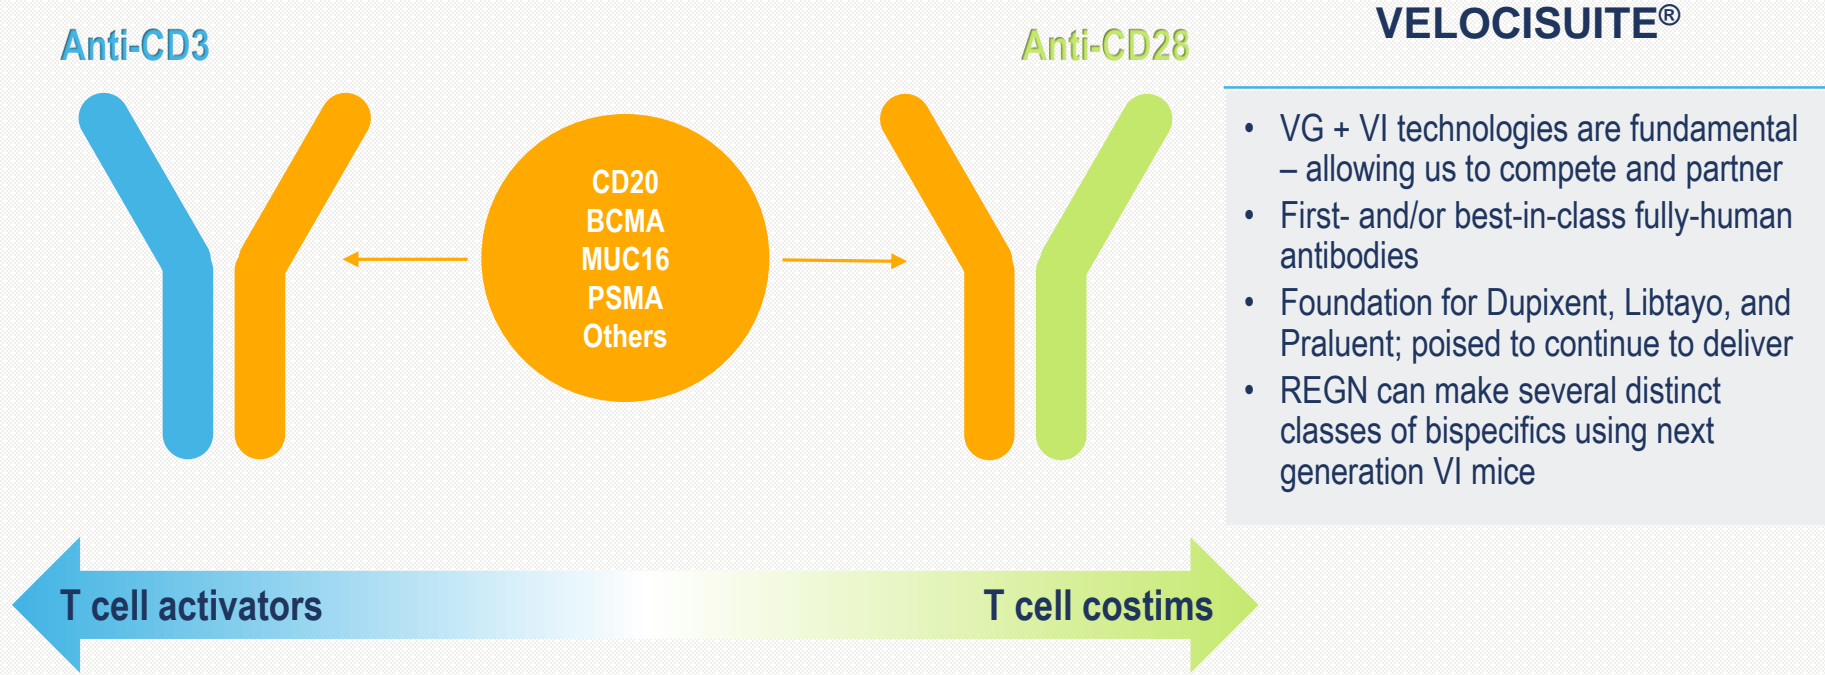 Anti-CD3
Anti-CD28
CD20
BCMA
MUC16
PSMA
Others
T cell activators
T cell costims
VELOCISUITE®
• VG + VI technologies are fundamental
– allowing us to compete and partner
• First- and/or best-in-class fully-human
antibodies
• Foundation for Dupixent, Libtayo, and
Praluent; poised to continue to deliver
• REGN can make several distinct
classes of bispecifics using next
generation VI mice